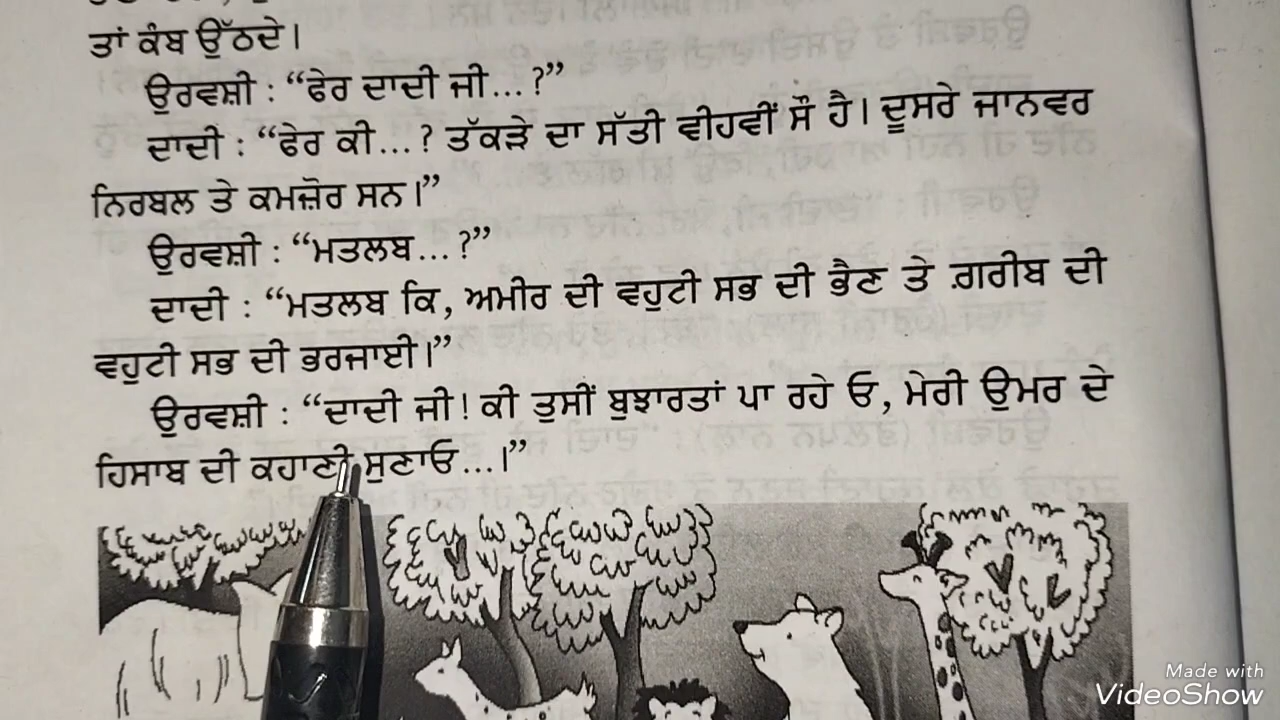 ਤਾਂ ਕੰਬ ਉੱਠਦੇ।
ਉਰਵਸ਼ੀ : “ਫੇਰ ਦਾਦੀ ਜੀ...?”
ਦਾਦੀ : “ਫੇਰ ਕੀ...? ਤੱਕੜੇ ਦਾ ਸੱਤੀ ਵੀਹਵੀਂ ਸੌ ਹੈ। ਦੂਸਰੇ ਜਾਨਵਰ
ਨਿਰਬਲ ਤੇ ਕਮਜ਼ੋਰ ਸਨ।”
ਉਰਵਸ਼ੀ : “ਮਤਲਬ...?”
ਦਾਦੀ : “ਮਤਲਬ ਕਿ, ਅਮੀਰ ਦੀ ਵਹੁਟੀ ਸਭ ਦੀ ਭੈਣ ਤੇ ਗ਼ਰੀਬ ਦੀ
ਵਹੁਟੀ ਸਭ ਦੀ ਭਰਜਾਈ।”
ਉਰਵਸ਼ੀ : “ਦਾਦੀ ਜੀ! ਕੀ ਤੁਸੀਂ ਬੁਝਾਰਤਾਂ ਪਾ ਰਹੇ ਓ, ਮੇਰੀ ਉਮਰ ਦੇ
ਹਿਸਾਬ ਦੀ ਕਹਾਣੀ ਸੁਣਾਓ...।”
Made with
VideoShow